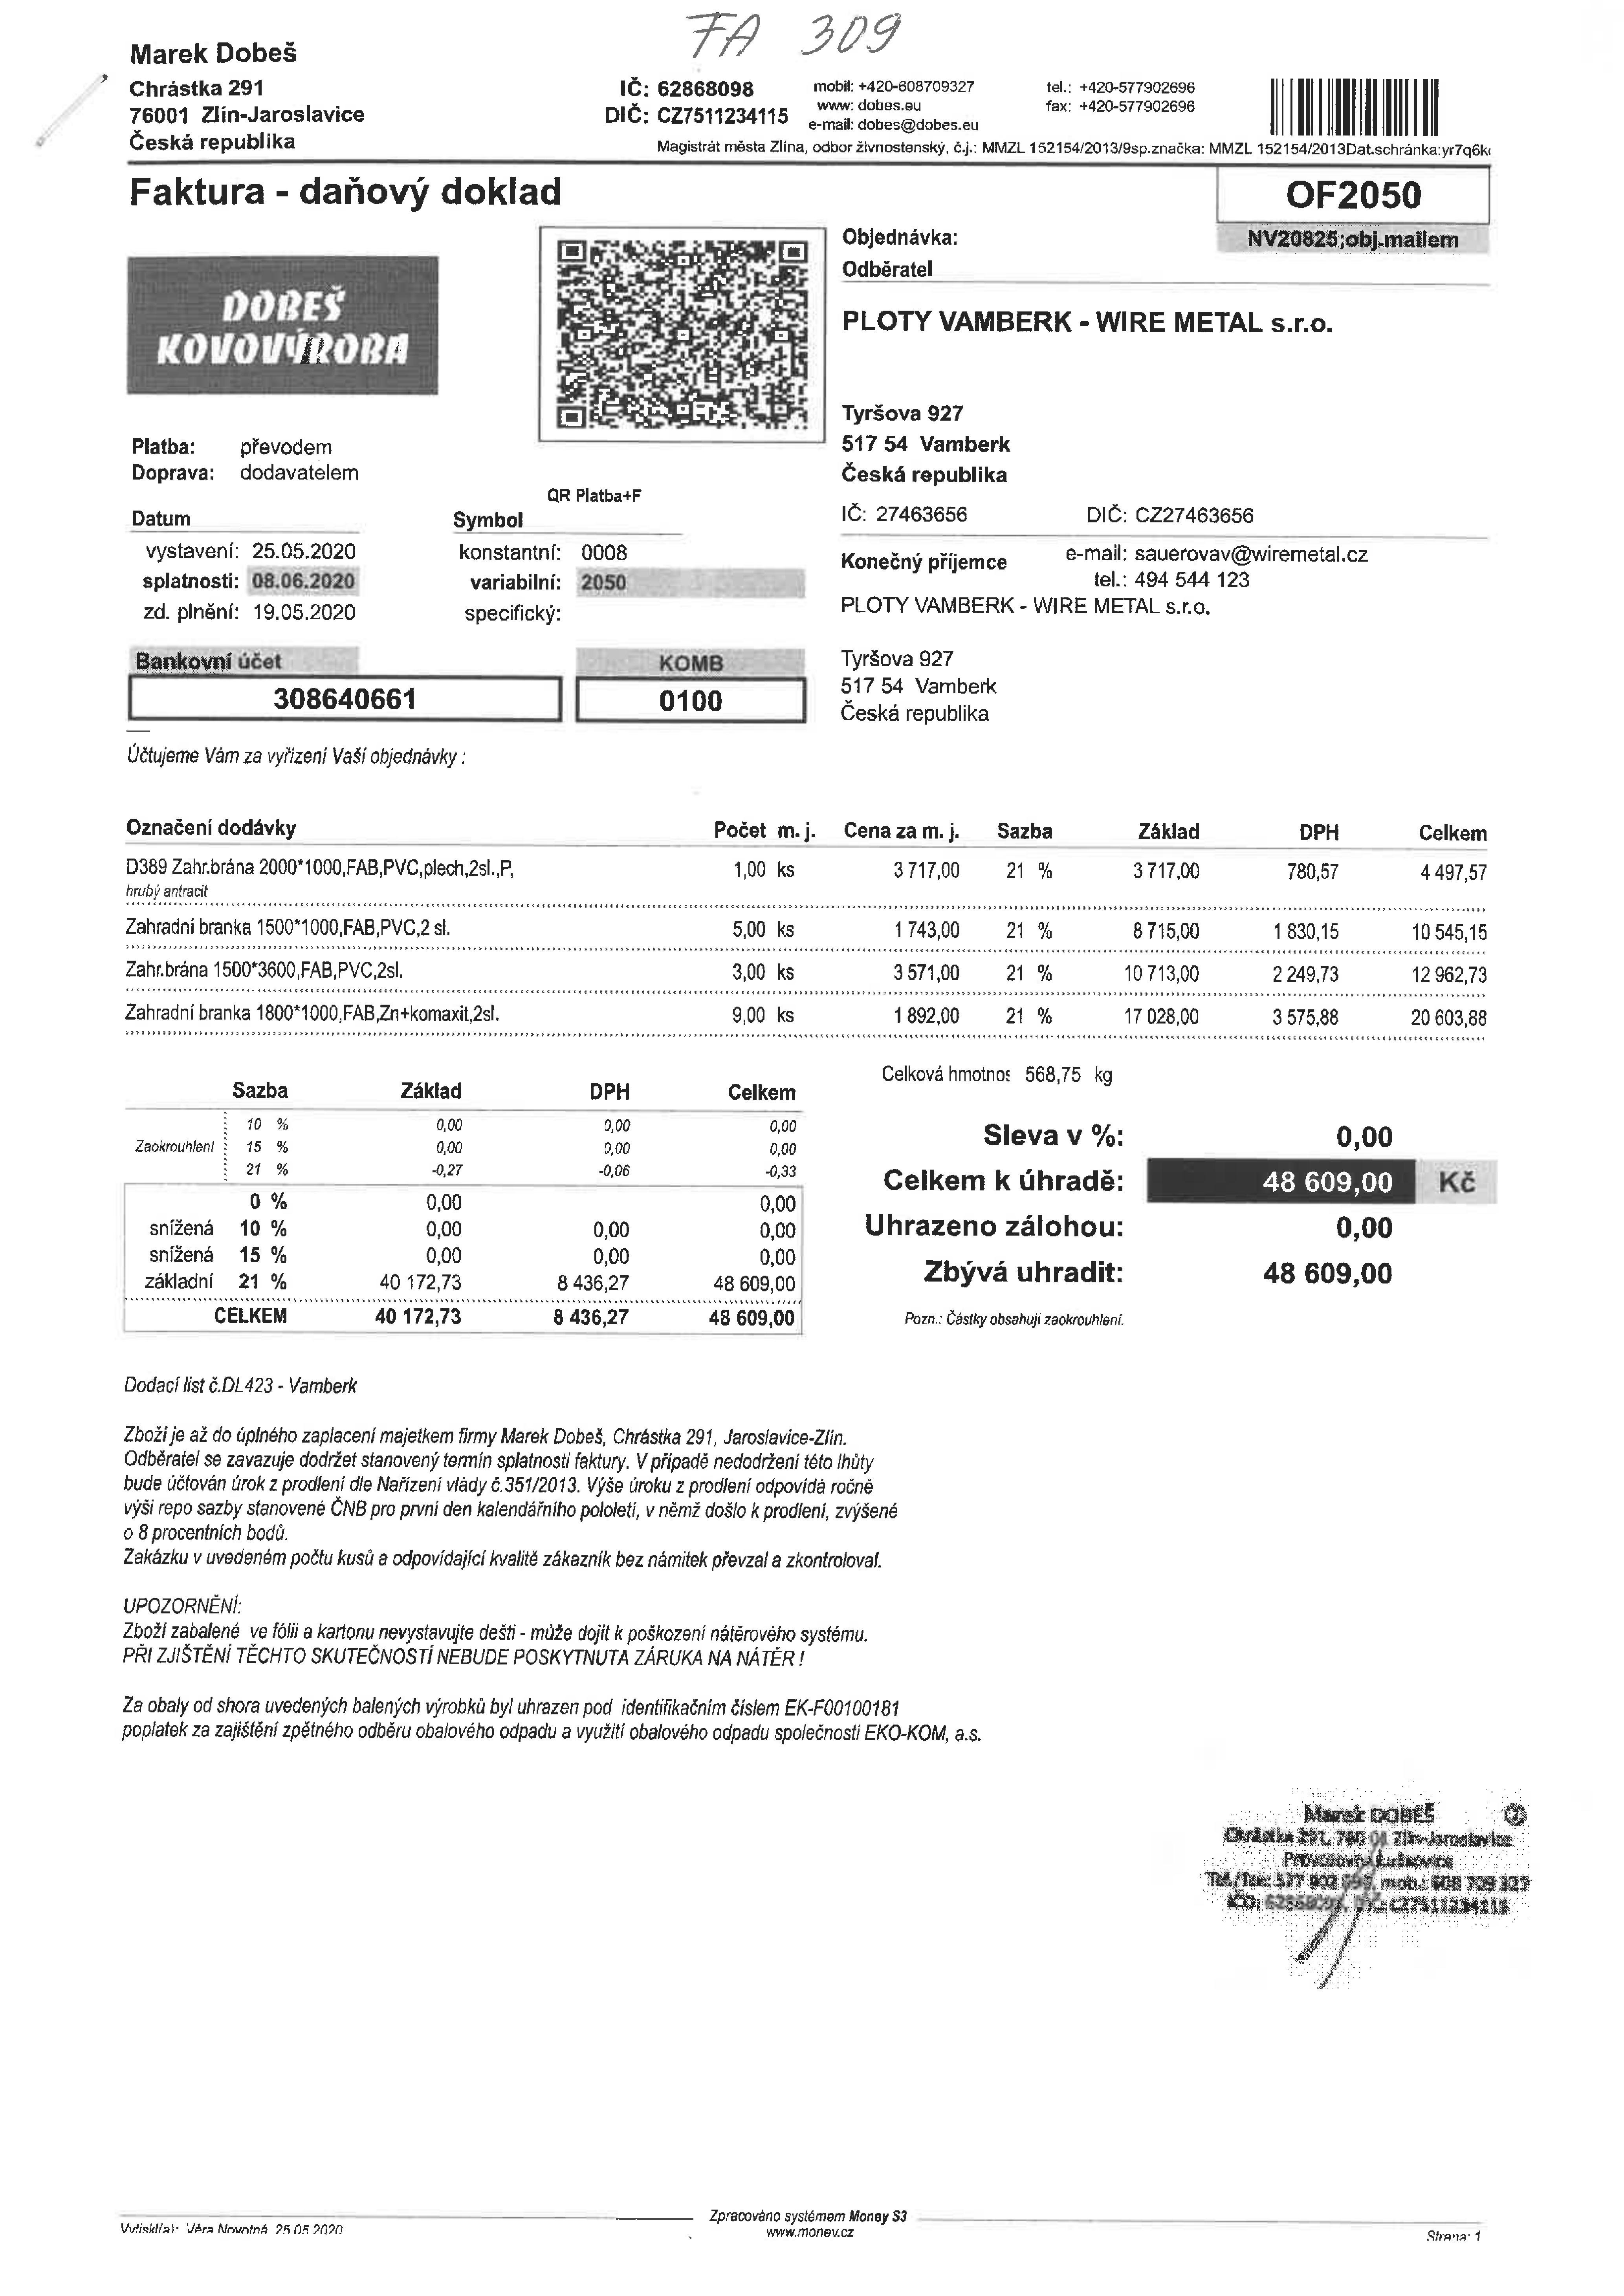 FA 309
Marek Dobeš
Chrástka 291
76001 Zlín-Jaroslavice
Česká republika
IČ: 62868098
DIČ: CZ7511234115
mobil: +420-608709327
www: dobes.eu
e-mail: dobes@dobes.eu
tel.: +420-577902696
fax: +420-577902696
Magistrát města Zlína, odbor živnostenský, č.j.: MMZL 152154/2013/9sp.značka: MMZL 152154/2013Dat.schránka:yr7q6k
Faktura - daňový doklad
OF2050
Objednávka: NV20825;obj.mailem
Odběratel
DOBEŠ
KOVOVÝROBA
PLOTY VAMBERK - WIRE METAL s.r.o.
Tyršova 927
517 54 Vamberk
Česká republika
IČ: 27463656 DIČ: CZ27463656
Platba: převodem
Doprava: dodavatelem
QR Platba+F
Datum
vystavení: 25.05.2020
splatnosti: 08.06.2020
zd. plnění: 19.05.2020
Symbol
konstantní: 0008
variabilní: 2050
specifický:
Konečný příjemce
e-mail: sauerovav@wiremetal.cz
tel.: 494 544 123
PLOTY VAMBERK - WIRE METAL s.r.o.
Tyršova 927
517 54 Vamberk
Česká republika
Bankovní účet KOMB
308640661 0100
Účtujeme Vám za vyřízení Vaší objednávky :
Označení dodávky Počet m. j. Cena za m. j. Sazba Základ DPH Celkem
D389 Zahr.brána 2000*1000,FAB,PVC,plech,2sl.,P, 1,00 ks 3 717,00 21 % 3 717,00 780,57 4 497,57
hrubý antracit
Zahradní branka 1500*1000,FAB,PVC,2 sl. 5,00 ks 1 743,00 21 % 8 715,00 1 830,15 10 545,15
Zahr.brána 1500*3600,FAB,PVC,2sl. 3,00 ks 3 571,00 21 % 10 713,00 2 249,73 12 962,73
Zahradní branka 1800*1000,FAB,Zn+komaxit,2sl. 9,00 ks 1 892,00 21 % 17 028,00 3 575,88 20 603,88
Celková hmotnos 568,75 kg
Sazba Základ DPH Celkem
10 % 0,00 0,00 0,00
Zaokrouhlení 15 % 0,00 0,00 0,00
21 % -0,27 -0,06 -0,33
0 % 0,00 0,00
snížená 10 % 0,00 0,00 0,00
snížená 15 % 0,00 0,00 0,00
základní 21 % 40 172,73 8 436,27 48 609,00
CELKEM 40 172,73 8 436,27 48 609,00
Sleva v %: 0,00
Celkem k úhradě: 48 609,00 Kč
Uhrazeno zálohou: 0,00
Zbývá uhradit: 48 609,00
Pozn.: Částky obsahují zaokrouhlení.
Dodací list č.DL423 - Vamberk
Zboží je až do úplného zaplacení majetkem firmy Marek Dobeš, Chrástka 291, Jaroslavice-Zlín.
Odběratel se zavazuje dodržet stanovený termín splatnosti faktury. V případě nedodržení této lhůty
bude účtován úrok z prodlení dle Nařízení vlády č.351/2013. Výše úroku z prodlení odpovídá ročně
výši repo sazby stanovené ČNB pro první den kalendářního pololetí, v němž došlo k prodlení, zvýšené
o 8 procentních bodů.
Zakázku v uvedeném počtu kusů a odpovídající kvalitě zákazník bez námitek převzal a zkontroloval.
UPOZORNĚNÍ:
Zboží zabalené ve fólii a kartonu nevystavujte dešti - může dojít k poškození nátěrového systému.
PŘI ZJIŠTĚNÍ TĚCHTO SKUTEČNOSTÍ NEBUDE POSKYTNUTA ZÁRUKA NA NÁTĚR !
Za obaly od shora uvedených balených výrobků byl uhrazen pod identifikačním číslem EK-F00100181
poplatek za zajištění zpětného odběru obalového odpadu a využití obalového odpadu společnosti EKO-KOM, a.s.
Marek DOBEŠ
Chrástka 291, 760 01 Zlín-Jaroslavice
Vytiskl(a): Věra Novotná 25.05.2020
Zpracováno systémem Money S3
www.money.cz
Strana: 1